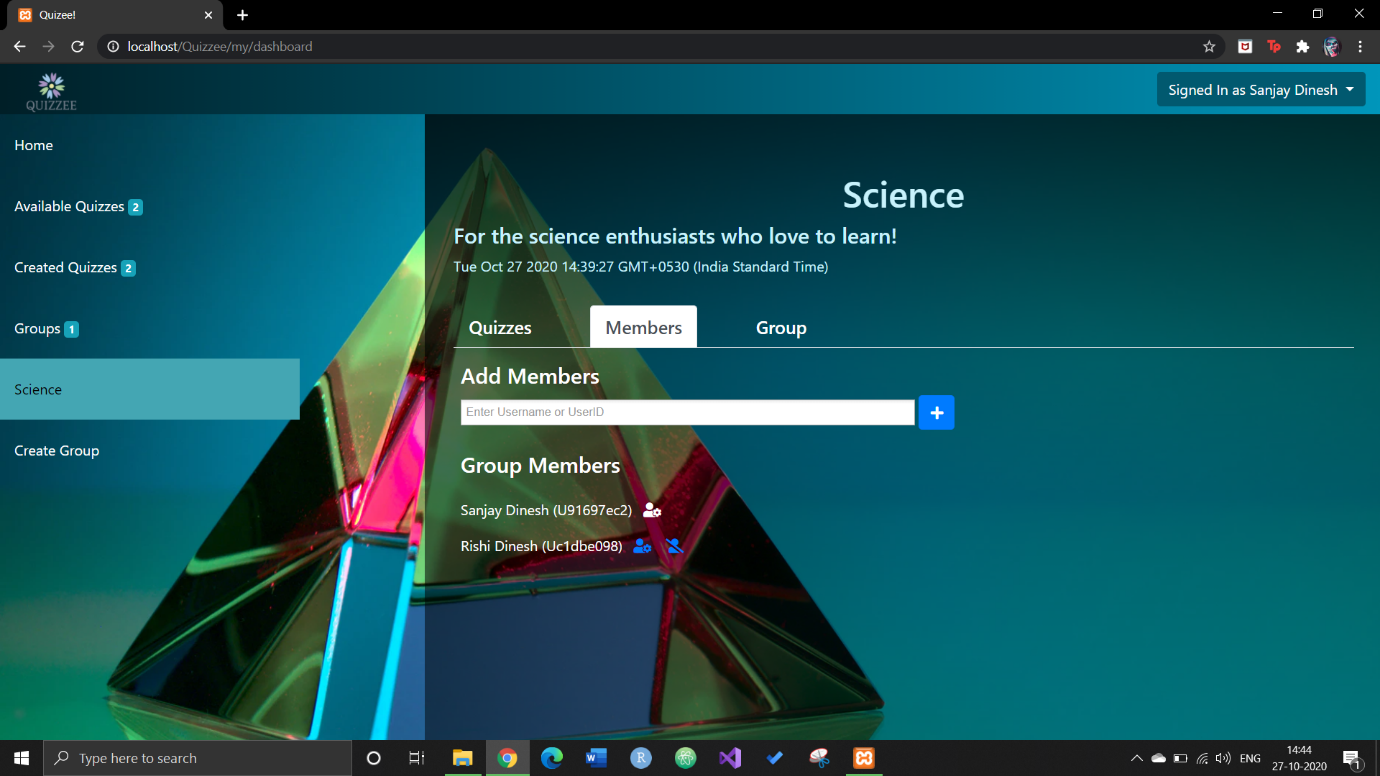 Quizee!
localhost/Quizzee/my/dashboard
Tp
QUIZZEE
Signed In as Sanjay Dinesh
Home
Available Quizzes 2
Created Quizzes 2
Groups 1
Science
Create Group
Science
For the science enthusiasts who love to learn!
Tue Oct 27 2020 14:39:27 GMT+0530 (India Standard Time)
Quizzes Members Group
Add Members
Enter Username or UserID
Group Members
Sanjay Dinesh (U91697ec2)
Rishi Dinesh (Uc1dbe098)
Type here to search
W
R
ENG
14:44
27-10-2020
1